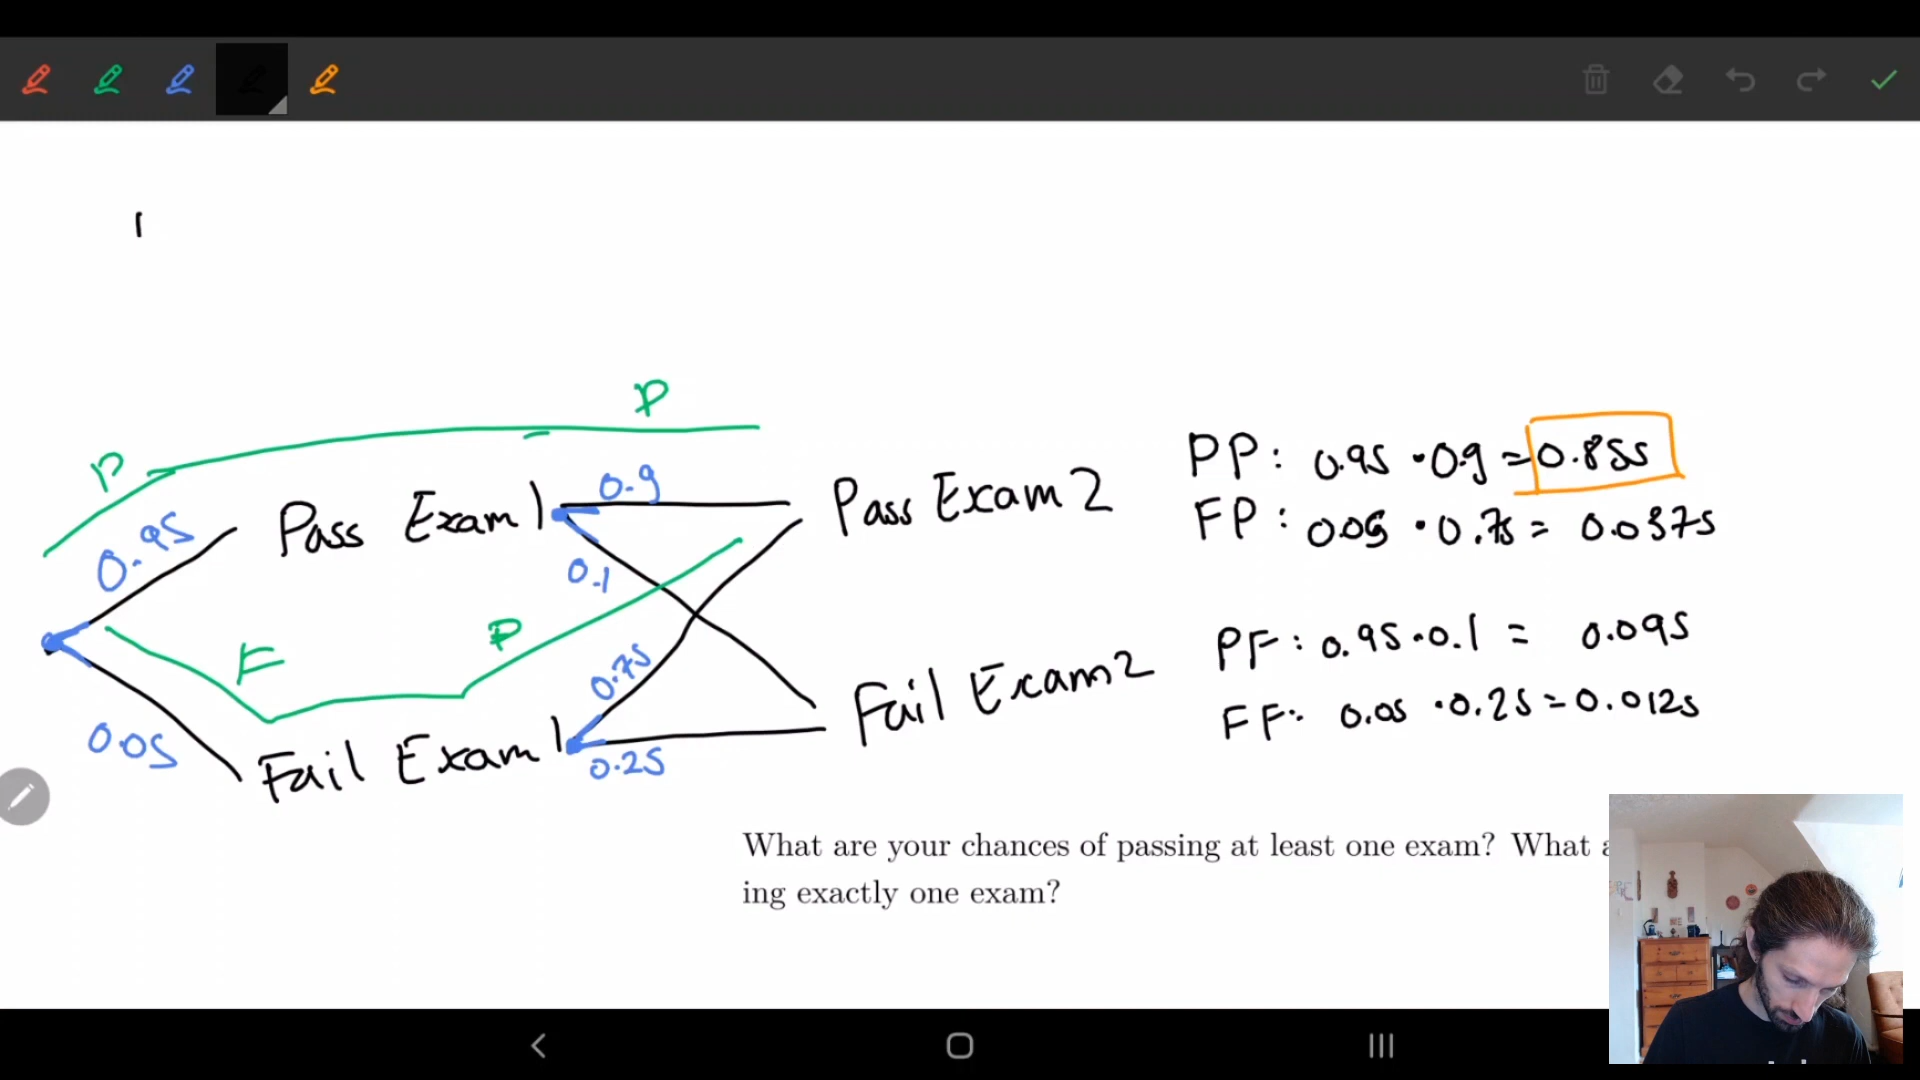 1
P
P
0.9
PP: 0.95 · 0.9 = 0.855
0.95
Pass Exam 1
Pass Exam 2
FP: 0.05 · 0.75 = 0.0375
0.1
F
P
PF: 0.95 · 0.1 = 0.095
0.75
Fail Exam 2
FF: 0.05 · 0.25 = 0.0125
0.05
Fail Exam 1
0.25
What are your chances of passing at least one exam? What
ing exactly one exam?